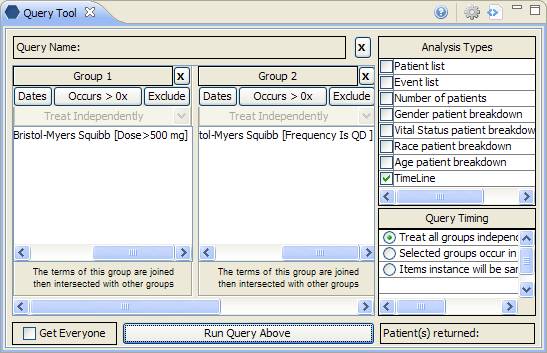 Query Tool
Query Name:
X
Analysis Types
Patient list
Event list
Number of patients
Gender patient breakdown
Vital Status patient breakdow
Race patient breakdown
Age patient breakdown
TimeLine
Group 1
X
Dates
Occurs > 0x
Exclude
Treat Independently
Bristol-Myers Squibb [Dose>500 mg]
The terms of this group are joined
then intersected with other groups
Group 2
X
Dates
Occurs > 0x
Exclude
Treat Independently
tol-Myers Squibb [Frequency Is QD ]
The terms of this group are joined
then intersected with other groups
Query Timing
Treat all groups independ
Selected groups occur in
Items instance will be sar
Get Everyone
Run Query Above
Patient(s) returned: